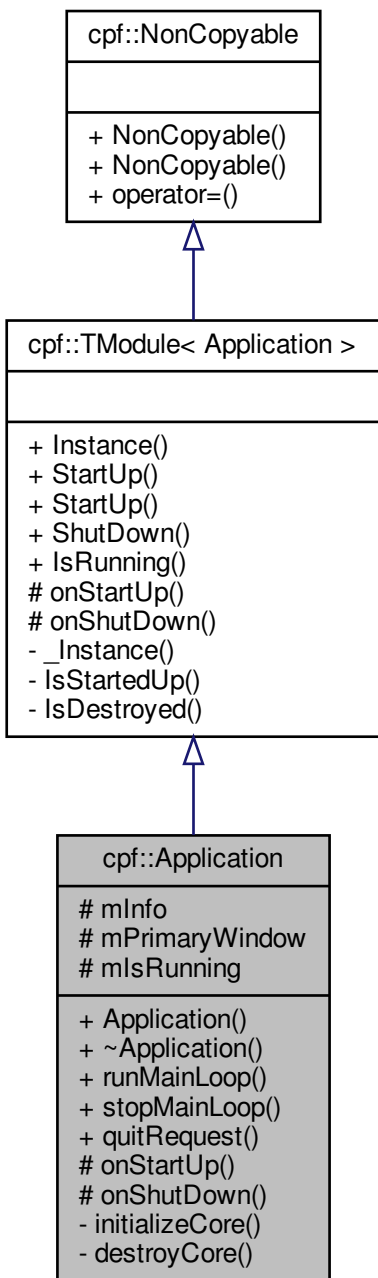 cpf::NonCopyable
+ NonCopyable()
+ NonCopyable()
+ operator=()
cpf::TModule< Application >
+ Instance()
+ StartUp()
+ StartUp()
+ ShutDown()
+ IsRunning()
# onStartUp()
# onShutDown()
- _Instance()
- IsStartedUp()
- IsDestroyed()
cpf::Application
# mInfo
# mPrimaryWindow
# mIsRunning
+ Application()
+ ~Application()
+ runMainLoop()
+ stopMainLoop()
+ quitRequest()
# onStartUp()
# onShutDown()
- initializeCore()
- destroyCore()